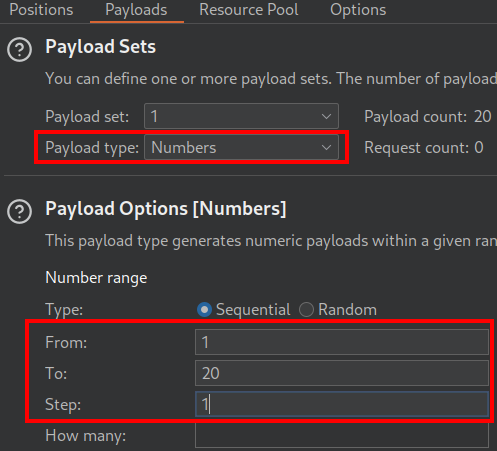 Positions Payloads Resource Pool Options
? Payload Sets
You can define one or more payload sets. The number of payload
Payload set: 1 Payload count: 20
Payload type: Numbers Request count: 0
? Payload Options [Numbers]
This payload type generates numeric payloads within a given ran
Number range
Type: Sequential Random
From: 1
To: 20
Step: 1
How many: